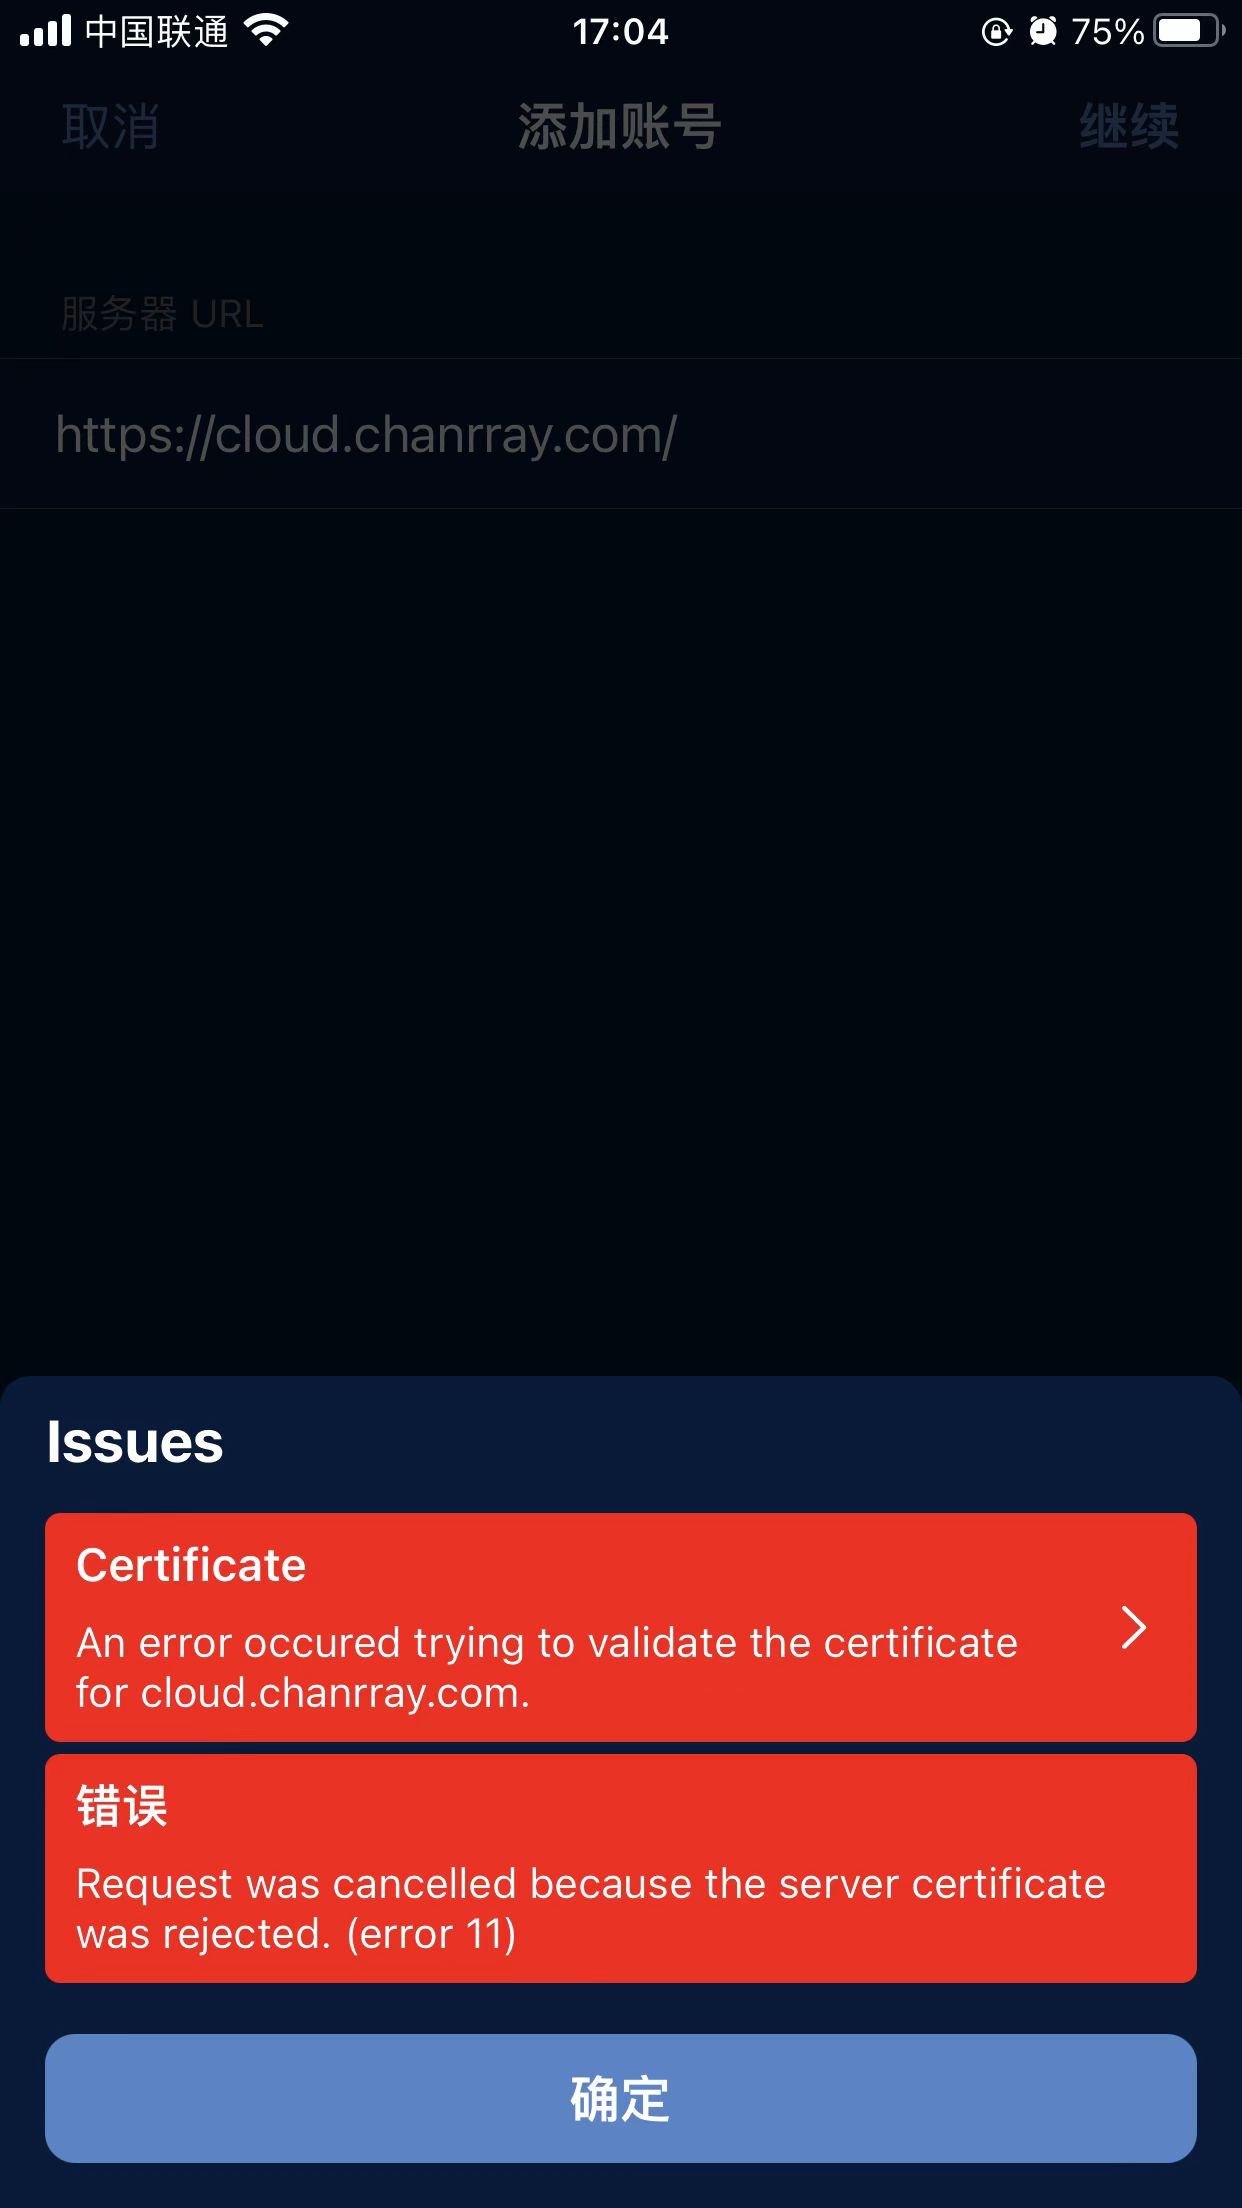 中国联通
17:04
75%
取消
添加账号
继续
服务器 URL
https://cloud.chanrray.com/
Issues
Certificate
An error occured trying to validate the certificate
for cloud.chanrray.com.
错误
Request was cancelled because the server certificate
was rejected. (error 11)
确定